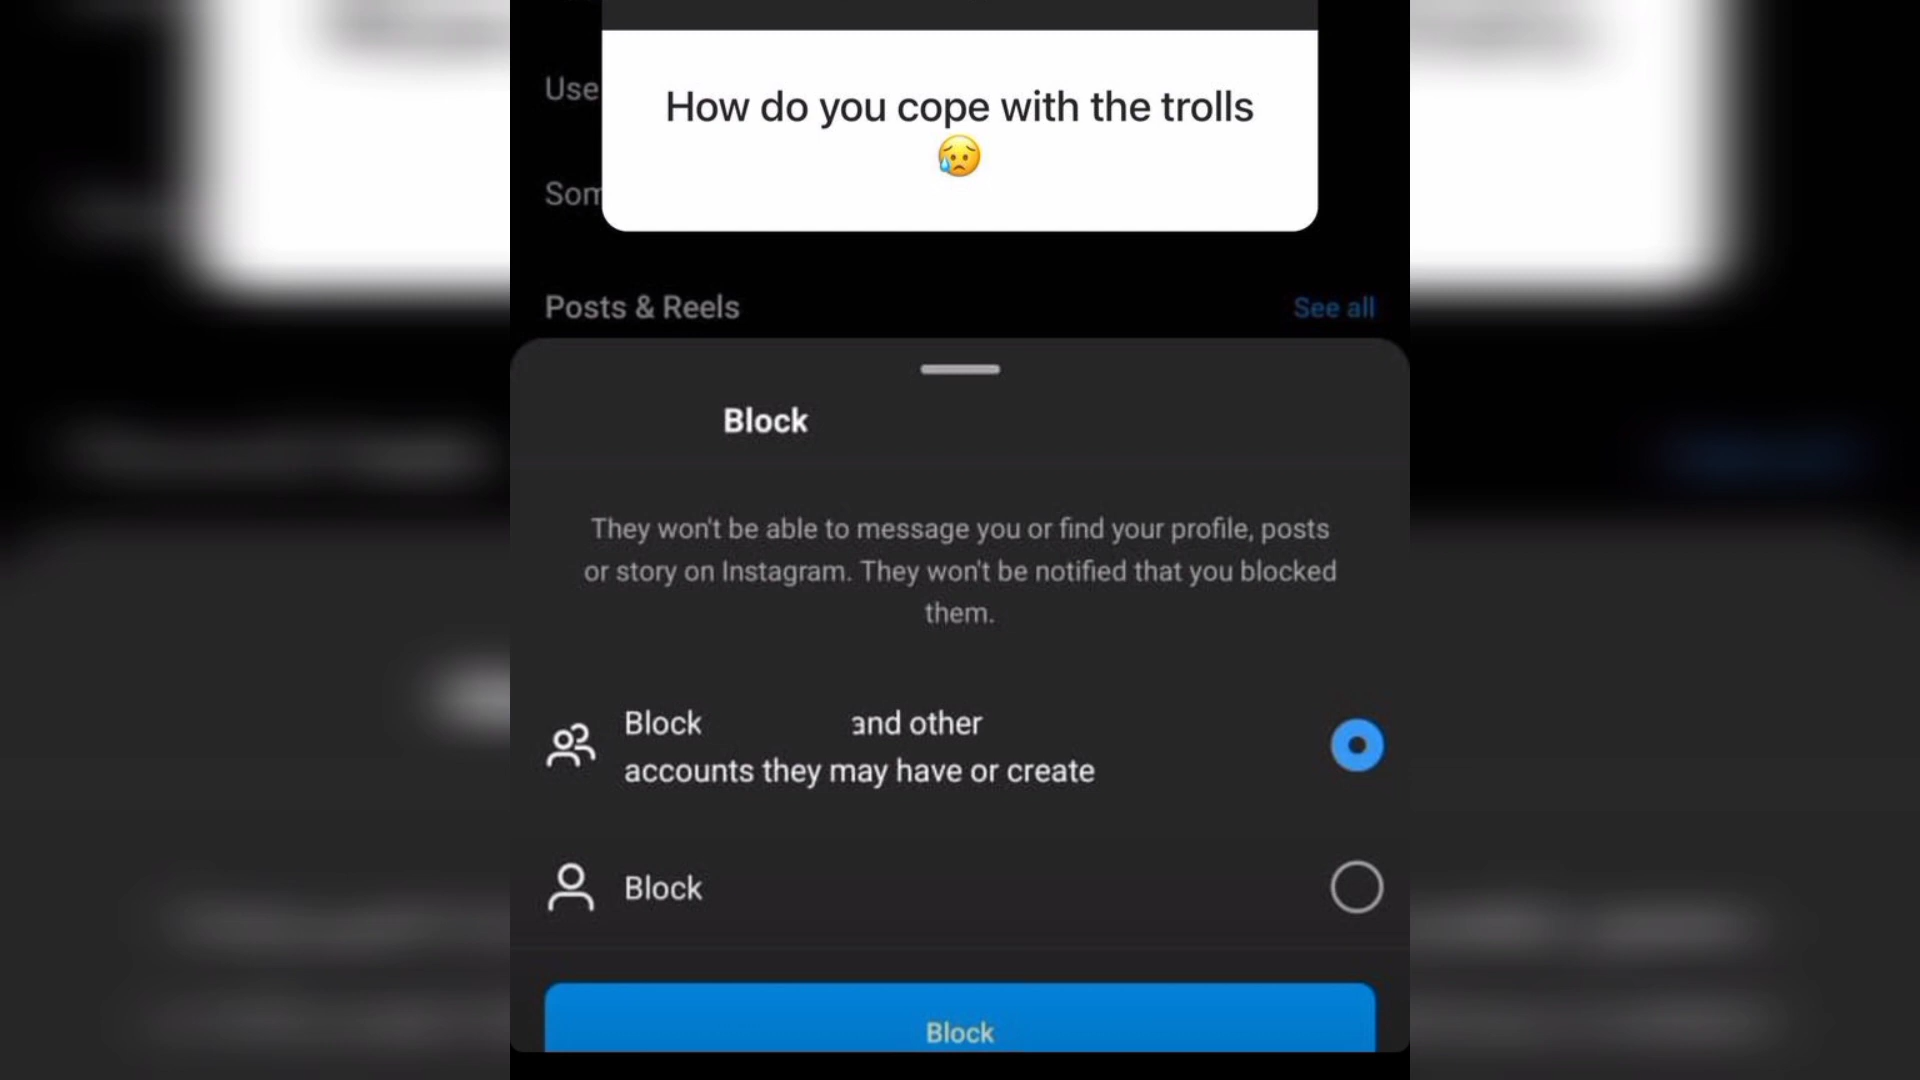 Use
How do you cope with the trolls
😥
Som
Posts & Reels See all
Block
They won't be able to message you or find your profile, posts
or story on Instagram. They won't be notified that you blocked
them.
Block and other
accounts they may have or create
Block
Block